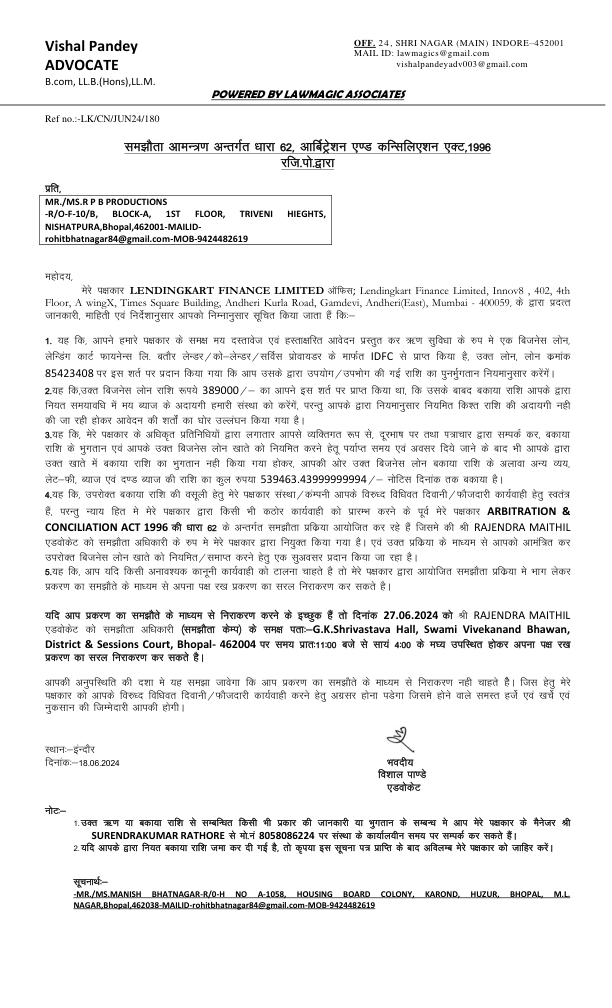 Vishal Pandey
ADVOCATE
B.com, LL.B.(Hons),LL.M.
OFF. 24, SHRI NAGAR (MAIN) INDORE–452001
MAIL ID: lawmagics@gmail.com
vishalpandeyadv003@gmail.com
POWERED BY LAWMAGIC ASSOCIATES
Ref no.:-LK/CN/JUN24/180
समझौता आमन्त्रण अन्तर्गत धारा 62, आर्बिट्रेशन एण्ड कन्सिलिएशन एक्ट,1996
रजि.पो.द्वारा
प्रति,
MR./MS.R P B PRODUCTIONS
-R/O-F-10/B, BLOCK-A, 1ST FLOOR, TRIVENI HIEGHTS,
NISHATPURA,Bhopal,462001-MAILID-
rohitbhatnagar84@gmail.com-MOB-9424482619
महोदय,
मेरे पक्षकार LENDINGKART FINANCE LIMITED ऑफिस; Lendingkart Finance Limited, Innov8 , 402, 4th
Floor, A wingX, Times Square Building, Andheri Kurla Road, Gamdevi, Andheri(East), Mumbai - 400059, के द्वारा प्रदत्त
जानकारी, माहिती एवं निर्देशानुसार आपको निम्नानुसार सूचित किया जाता हैं किः–
1. यह कि, आपने हमारे पक्षकार के समक्ष मय दस्तावेज एवं हस्ताक्षरित आवेदन प्रस्तुत कर ऋण सुविधा के रुप मे एक बिजनेस लोन,
लेन्डिंग कार्ट फायनेन्स लि. बतौर लेन्डर/को–लेन्डर/सर्विस प्रोवायडर के मार्फत IDFC से प्राप्त किया है, उक्त लोन, लोन क्रमांक
85423408 पर इस शर्त पर प्रदान किया गया कि आप उसके द्वारा उपयोग/उपभोग की गई राशि का पुनर्भुगतान नियमानुसार करेगें।
2.यह कि,उक्त बिजनेस लोन राशि रूपये 389000/– का आपने इस शर्त पर प्राप्त किया था, कि उसके बाबद बकाया राशि आपके द्वारा
नियत समयावधि में मय ब्याज के अदायगी हमारी संस्था को करेगें, परन्तु आपके द्वारा नियमानुसार नियमित किश्त राशि की अदायगी नही
की जा रही होकर आवेदन की शर्तों का घोर उल्लंघन किया गया है।
3.यह कि, मेरे पक्षकार के अधिकृत प्रतिनिधियों द्वारा लगातार आपसे व्यक्तिगत रूप से, दूरभाष पर तथा पत्राचार द्वारा सम्पर्क कर, बकाया
राशि के भुगतान एवं आपके उक्त बिजनेस लोन खाते को नियमित करने हेतू पर्याप्त समय एवं अवसर दिये जाने के बाद भी आपके द्वारा
उक्त खाते में बकाया राशि का भुगतान नही किया गया होकर, आपकी ओर उक्त बिजनेस लोन बकाया राशि के अलावा अन्य व्यय,
लेट–फी, ब्याज एवं दण्ड ब्याज की राशि का कुल रुपया 539463.43999999994 /– नोटिस दिनांक तक बकाया है।
4.यह कि, उपरोक्त बकाया राशि की वसूली हेतु मेरे पक्षकार संस्था/कंम्पनी आपके विरुध्द विधिवत दिवानी/फौजदारी कार्यवाही हेतु स्वतंत्र
हैं, परन्तु न्याय हित मे मेरे पक्षकार द्वारा किसी भी कठोर कार्यवाही को प्रारम्भ करने के पूर्व मेरे पक्षकार ARBITRATION &
CONCILIATION ACT 1996 की धारा 62 के अन्तर्गत समझौता प्रक्रिया आयोजित कर रहे हैं जिसमे की श्री RAJENDRA MAITHIL
एडवोकेट को समझौता अधिकारी के रुप मे मेरे पक्षकार द्वारा नियुक्त किया गया है। एवं उक्त प्रक्रिया के माध्यम से आपको आमंत्रित कर
उपरोक्त बिजनेस लोन खाते को नियमित/समाप्त करने हेतु एक सुअवसर प्रदान किया जा रहा है।
5.यह कि, आप यदि किसी अनावश्यक कानूनी कार्यवाही को टालना चाहते है तो मेरे पक्षकार द्वारा आयोजित समझौता प्रक्रिया मे भाग लेकर
प्रकरण का समझौते के माध्यम से अपना पक्ष रख प्रकरण का सरल निराकरण कर सकते है।
यदि आप प्रकरण का समझौते के माध्यम से निराकरण करने के इच्छुक हैं तो दिनांक 27.06.2024 को श्री RAJENDRA MAITHIL
एडवोकेट को समझौता अधिकारी (समझौता केम्प) के समक्ष पताः–G.K.Shrivastava Hall, Swami Vivekanand Bhawan,
District & Sessions Court, Bhopal- 462004 पर समय प्रातः11:00 बजे से सायं 4:00 के मध्य उपस्थित होकर अपना पक्ष रख
प्रकरण का सरल निराकरण कर सकते है।
आपकी अनुपस्थिति की दशा मे यह समझा जावेगा कि आप प्रकरण का समझौते के माध्यम से निराकरण नही चाहते है। जिस हेतु मेरे
पक्षकार को आपके विरुध्द विधिवत दिवानी/फौजदारी कार्यवाही करने हेतु अग्रसर होना पडेगा जिसमे होने वाले समस्त हर्जे एवं खर्चे एवं
नुकसान की जिम्मेदारी आपकी होगी।
स्थानः–इंन्दौर
दिनांकः–18.06.2024
भवदीय
विशाल पाण्डे
एडवोकेट
नोटः–
1.उक्त ऋण या बकाया राशि से सम्बन्धित किसी भी प्रकार की जानकारी या भुगतान के सम्बन्ध मे आप मेरे पक्षकार के मैनेजर श्री
SURENDRAKUMAR RATHORE से मो.नं 8058086224 पर संस्था के कार्यालयीन समय पर सम्पर्क कर सकते हैं।
2.यदि आपके द्वारा नियत बकाया राशि जमा कर दी गई है, तो कृपया इस सूचना पत्र प्राप्ति के बाद अविलम्ब मेरे पक्षकार को जाहिर करें।
सूचनार्थः–
-MR./MS.MANISH BHATNAGAR-R/0-H NO A-1058, HOUSING BOARD COLONY, KAROND, HUZUR, BHOPAL, M.L.
NAGAR,Bhopal,462038-MAILID-rohitbhatnagar84@gmail.com-MOB-9424482619